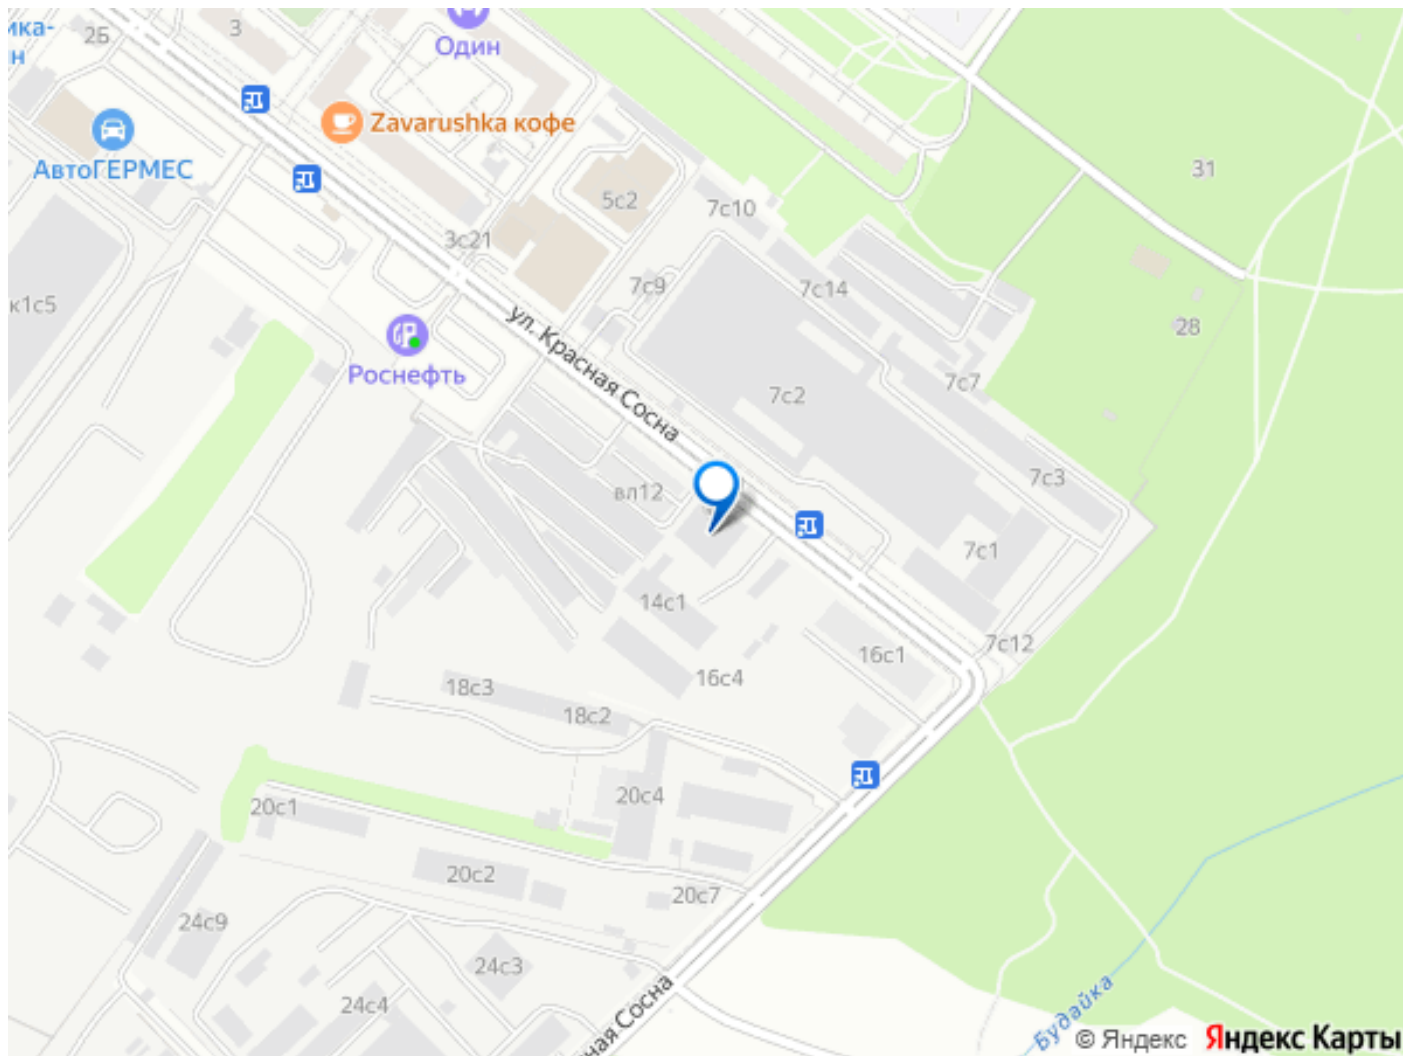 ика-
н
2Б
3
Один
АвтоГЕРМЕС
Zavarushka кофе
31
5с2
7с10
3с21
7с9
7с14
к1с5
28
ул. Красная Сосна
Роснефть
7с2
7с7
7с3
вл12
7с1
14с1
7с12
16с1
16с4
18с3
18с2
20с4
20с1
20с2
20с7
24с9
24с3
24с4
ная Сосна
Будайка
© Яндекс Яндекс Карты